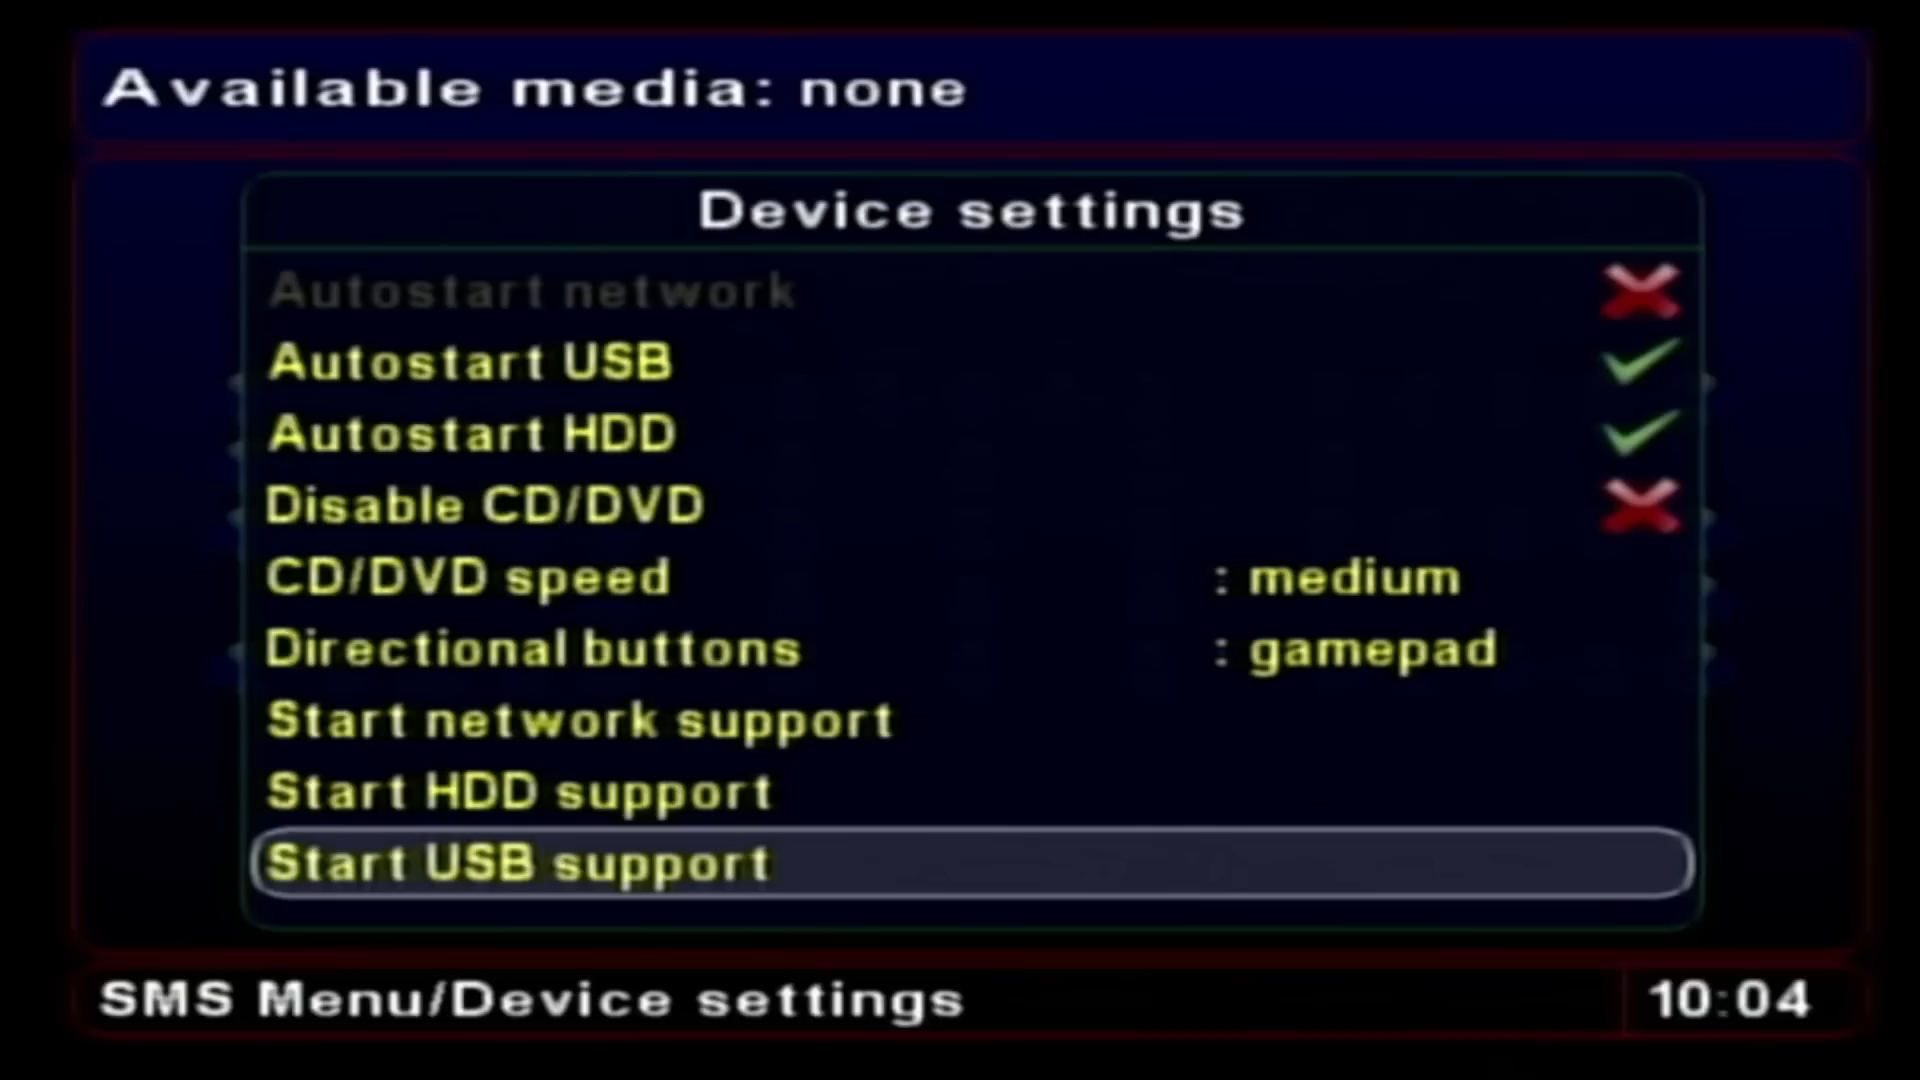 Available media: none
Device settings
Autostart network
Autostart USB
Autostart HDD
Disable CD/DVD
CD/DVD speed : medium
Directional buttons : gamepad
Start network support
Start HDD support
Start USB support
SMS Menu/Device settings 10:04